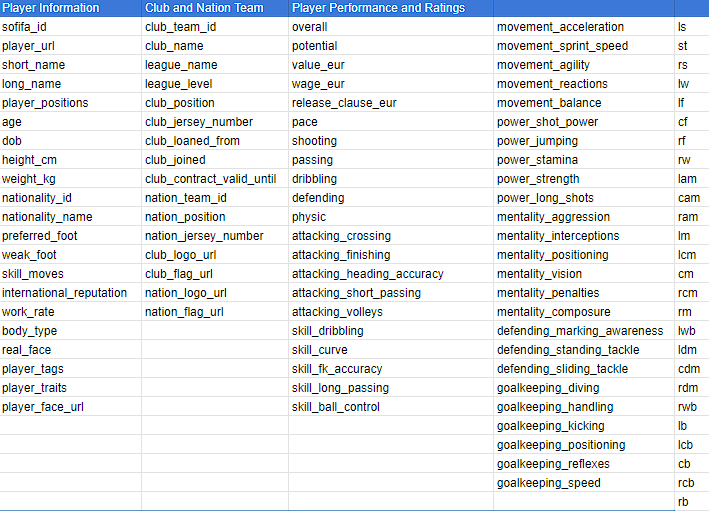 Player Information Club and Nation Team Player Performance and Ratings
sofifa_id club_team_id overall movement_acceleration ls
player_url club_name potential movement_sprint_speed st
short_name league_name value_eur movement_agility rs
long_name league_level wage_eur movement_reactions lw
player_positions club_position release_clause_eur movement_balance lf
age club_jersey_number pace power_shot_power cf
dob club_loaned_from shooting power_jumping rf
height_cm club_joined passing power_stamina rw
weight_kg club_contract_valid_until dribbling power_strength lam
nationality_id nation_team_id defending power_long_shots cam
nationality_name nation_position physic mentality_aggression ram
preferred_foot nation_jersey_number attacking_crossing mentality_interceptions lm
weak_foot club_logo_url attacking_finishing mentality_positioning lcm
skill_moves club_flag_url attacking_heading_accuracy mentality_vision cm
international_reputation nation_logo_url attacking_short_passing mentality_penalties rcm
work_rate nation_flag_url attacking_volleys mentality_composure rm
body_type skill_dribbling defending_marking_awareness lwb
real_face skill_curve defending_standing_tackle ldm
player_tags skill_fk_accuracy defending_sliding_tackle cdm
player_traits skill_long_passing goalkeeping_diving rdm
player_face_url skill_ball_control goalkeeping_handling rwb
goalkeeping_kicking lb
goalkeeping_positioning lcb
goalkeeping_reflexes cb
goalkeeping_speed rcb
rb